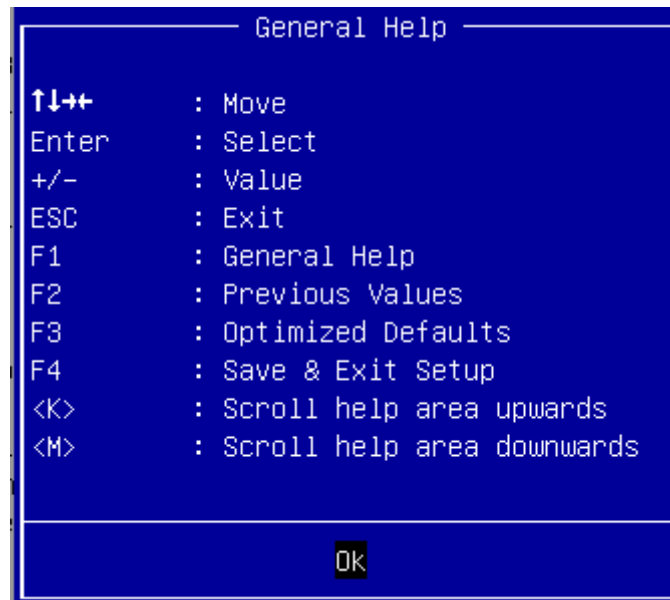 General Help
↑↓→← : Move
Enter : Select
+/- : Value
ESC : Exit
F1 : General Help
F2 : Previous Values
F3 : Optimized Defaults
F4 : Save & Exit Setup
<K> : Scroll help area upwards
<M> : Scroll help area downwards
Ok